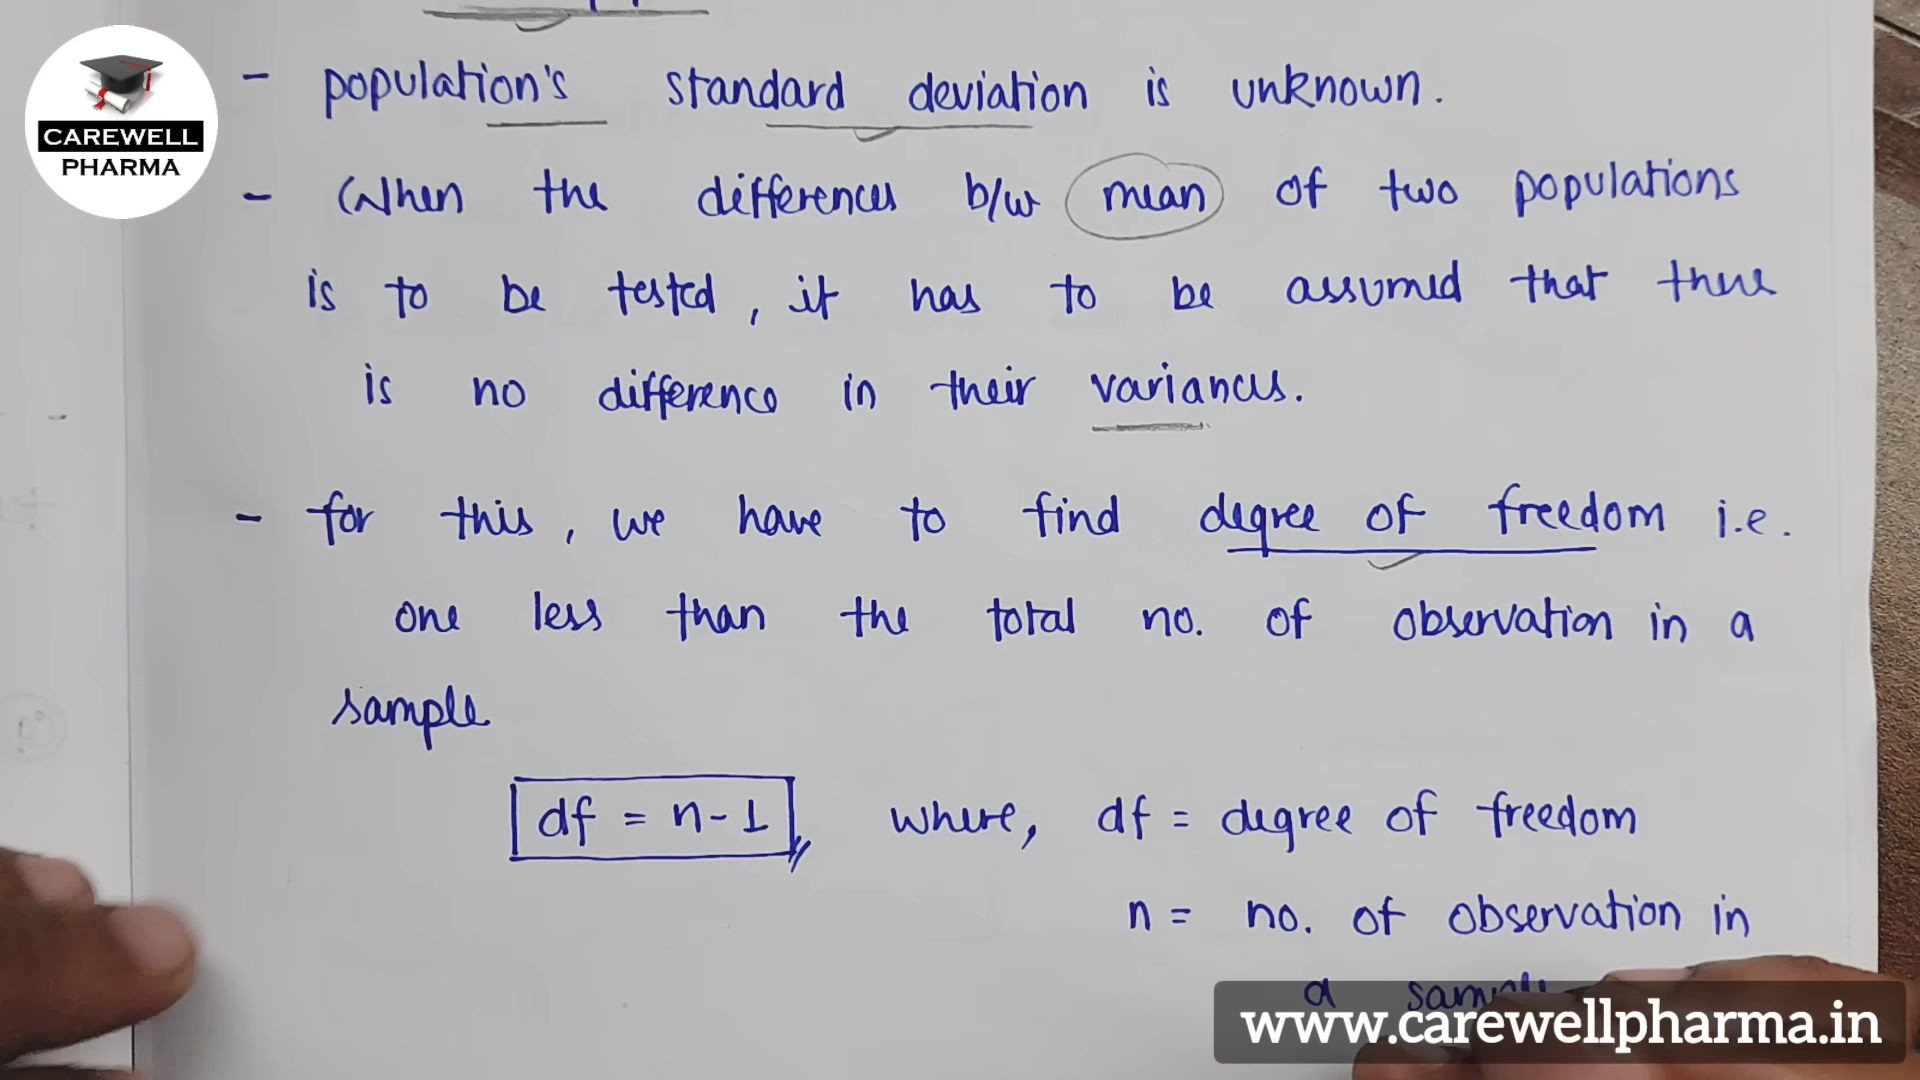 CAREWELL
PHARMA
- population's standard deviation is unknown.
- When the differences b/w mean of two populations
is to be tested, it has to be assumed that there
is no difference in their variances.
- for this, we have to find degree of freedom i.e.
one less than the total no. of observation in a
sample
df = n-1, where, df = degree of freedom
n = no. of observation in
a sample
www.carewellpharma.in